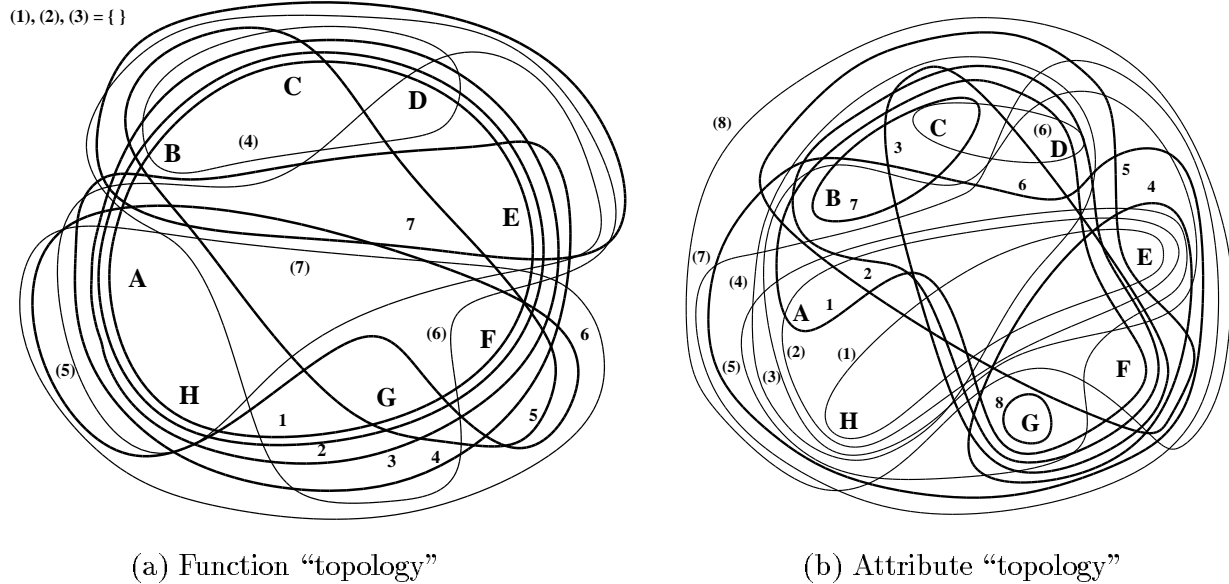 (1), (2), (3) = { }
C
D
(4)
B
E
7
(7)
A
(6)
F
6
(5)
H
G
1
5
2
3
4
(8)
C
(6)
D
3
5
6
4
B
7
E
(7)
(4)
2
A
1
(2)
(1)
(5)
(3)
F
8
H
G
(a) Function “topology”
(b) Attribute “topology”